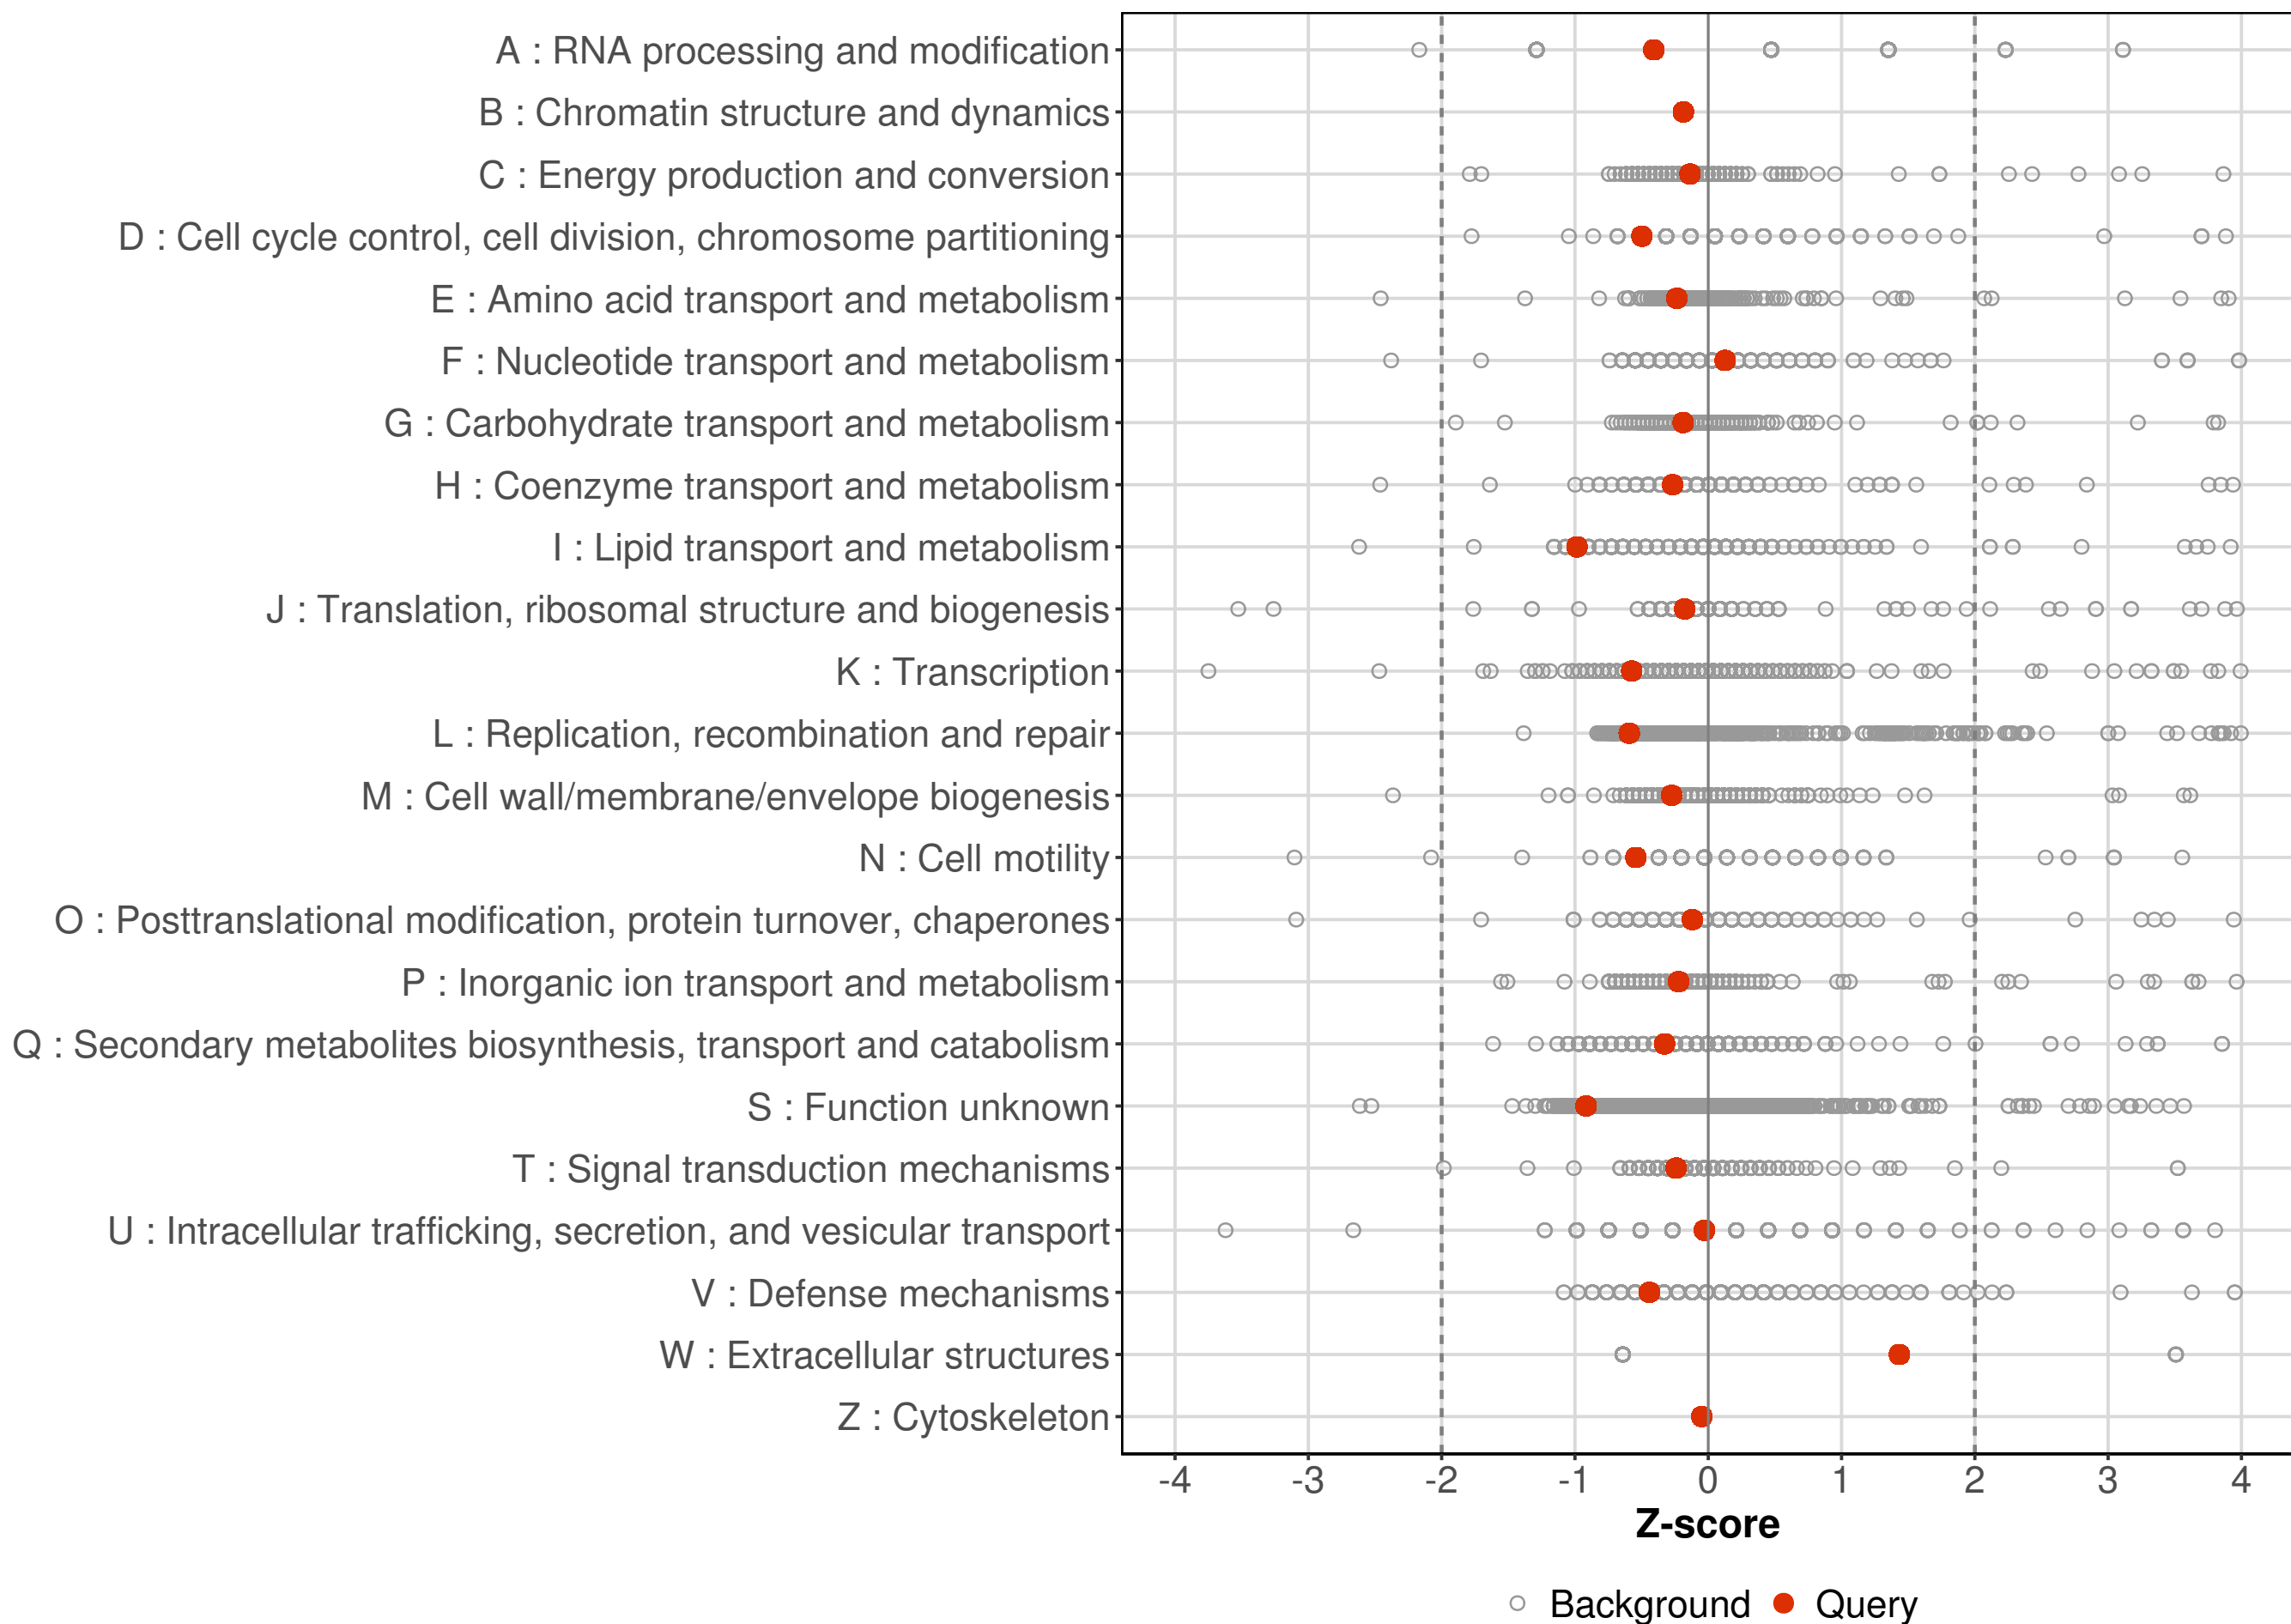 A : RNA processing and modification
B : Chromatin structure and dynamics
C : Energy production and conversion
D : Cell cycle control, cell division, chromosome partitioning
E : Amino acid transport and metabolism
F : Nucleotide transport and metabolism
G : Carbohydrate transport and metabolism
H : Coenzyme transport and metabolism
I : Lipid transport and metabolism
J : Translation, ribosomal structure and biogenesis
K : Transcription
L : Replication, recombination and repair
M : Cell wall/membrane/envelope biogenesis
N : Cell motility
O : Posttranslational modification, protein turnover, chaperones
P : Inorganic ion transport and metabolism
Q : Secondary metabolites biosynthesis, transport and catabolism
S : Function unknown
T : Signal transduction mechanisms
U : Intracellular trafficking, secretion, and vesicular transport
V : Defense mechanisms
W : Extracellular structures
Z : Cytoskeleton
-4 -3 -2 -1 0 1 2 3 4
Z-score
Background Query